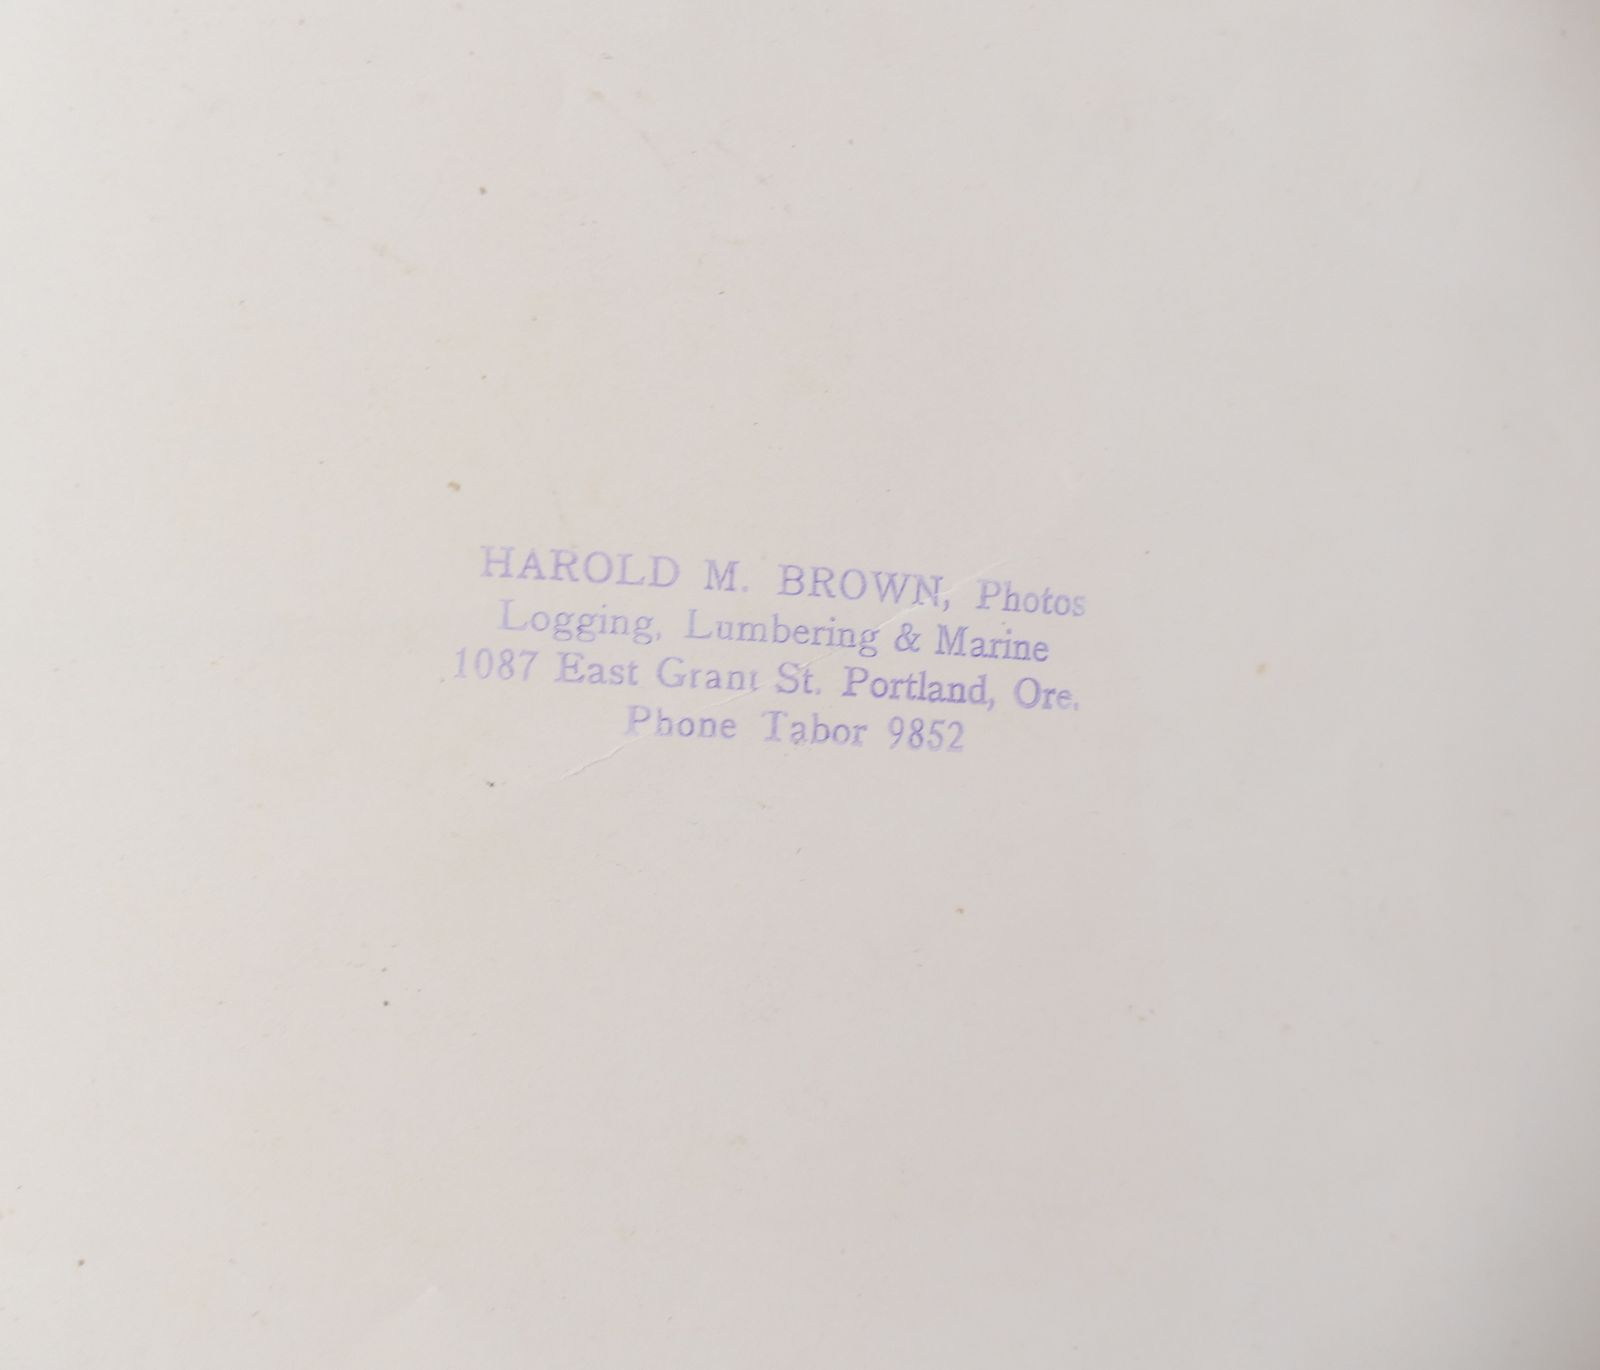 HAROLD M. BROWN, Photos
Logging, Lumbering & Marine
1087 East Grant St. Portland, Ore.
Phone Tabor 9852